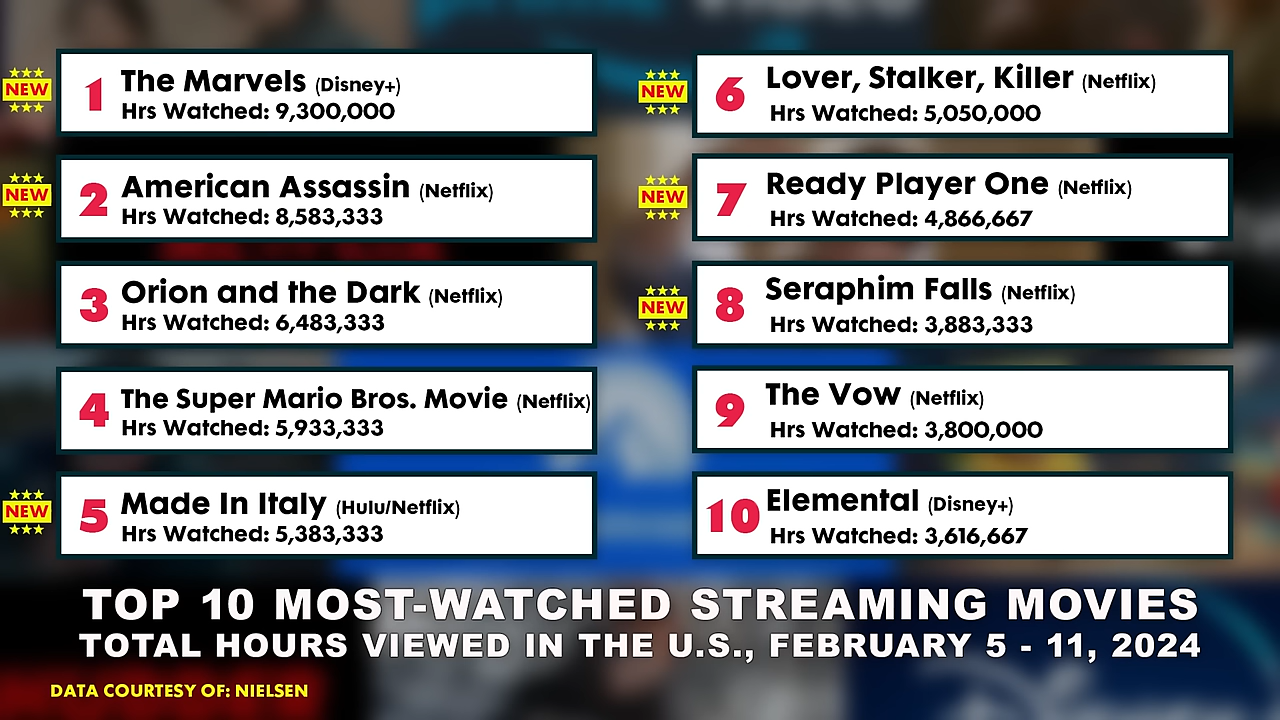 NEW
1
The Marvels (Disney+)
Hrs Watched: 9,300,000
NEW
2
American Assassin (Netflix)
Hrs Watched: 8,583,333
3
Orion and the Dark (Netflix)
Hrs Watched: 6,483,333
4
The Super Mario Bros. Movie (Netflix)
Hrs Watched: 5,933,333
NEW
5
Made In Italy (Hulu/Netflix)
Hrs Watched: 5,383,333
NEW
6
Lover, Stalker, Killer (Netflix)
Hrs Watched: 5,050,000
NEW
7
Ready Player One (Netflix)
Hrs Watched: 4,866,667
NEW
8
Seraphim Falls (Netflix)
Hrs Watched: 3,883,333
9
The Vow (Netflix)
Hrs Watched: 3,800,000
10
Elemental (Disney+)
Hrs Watched: 3,616,667
TOP 10 MOST-WATCHED STREAMING MOVIES
TOTAL HOURS VIEWED IN THE U.S., FEBRUARY 5 - 11, 2024
DATA COURTESY OF: NIELSEN